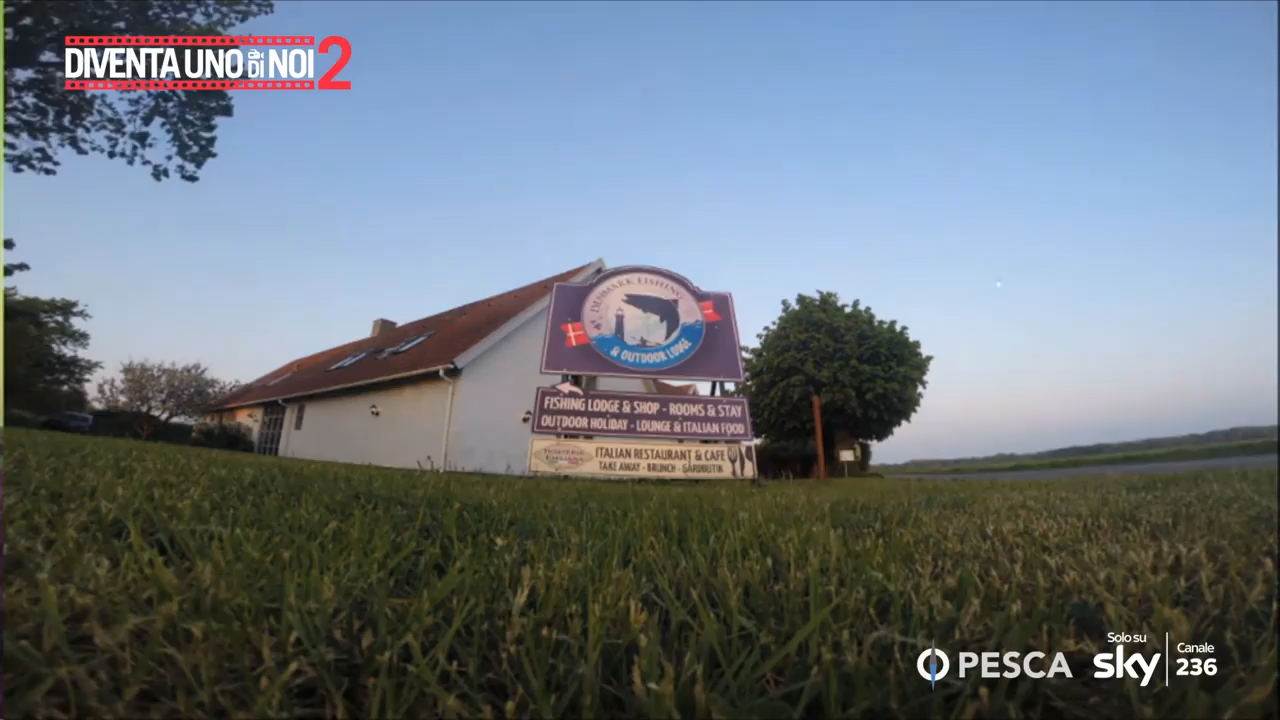 DIVENTA UNO DI NOI 2
DENMARK FISHING
& OUTDOOR LODGE
FISHING LODGE & SHOP - ROOMS & STAY
OUTDOOR HOLIDAY - LOUNGE & ITALIAN FOOD
ITALIAN RESTAURANT & CAFE
TAKE AWAY - BRUNCH - GÅRDBUTIK
PESCA
Solo su
sky
Canale
236